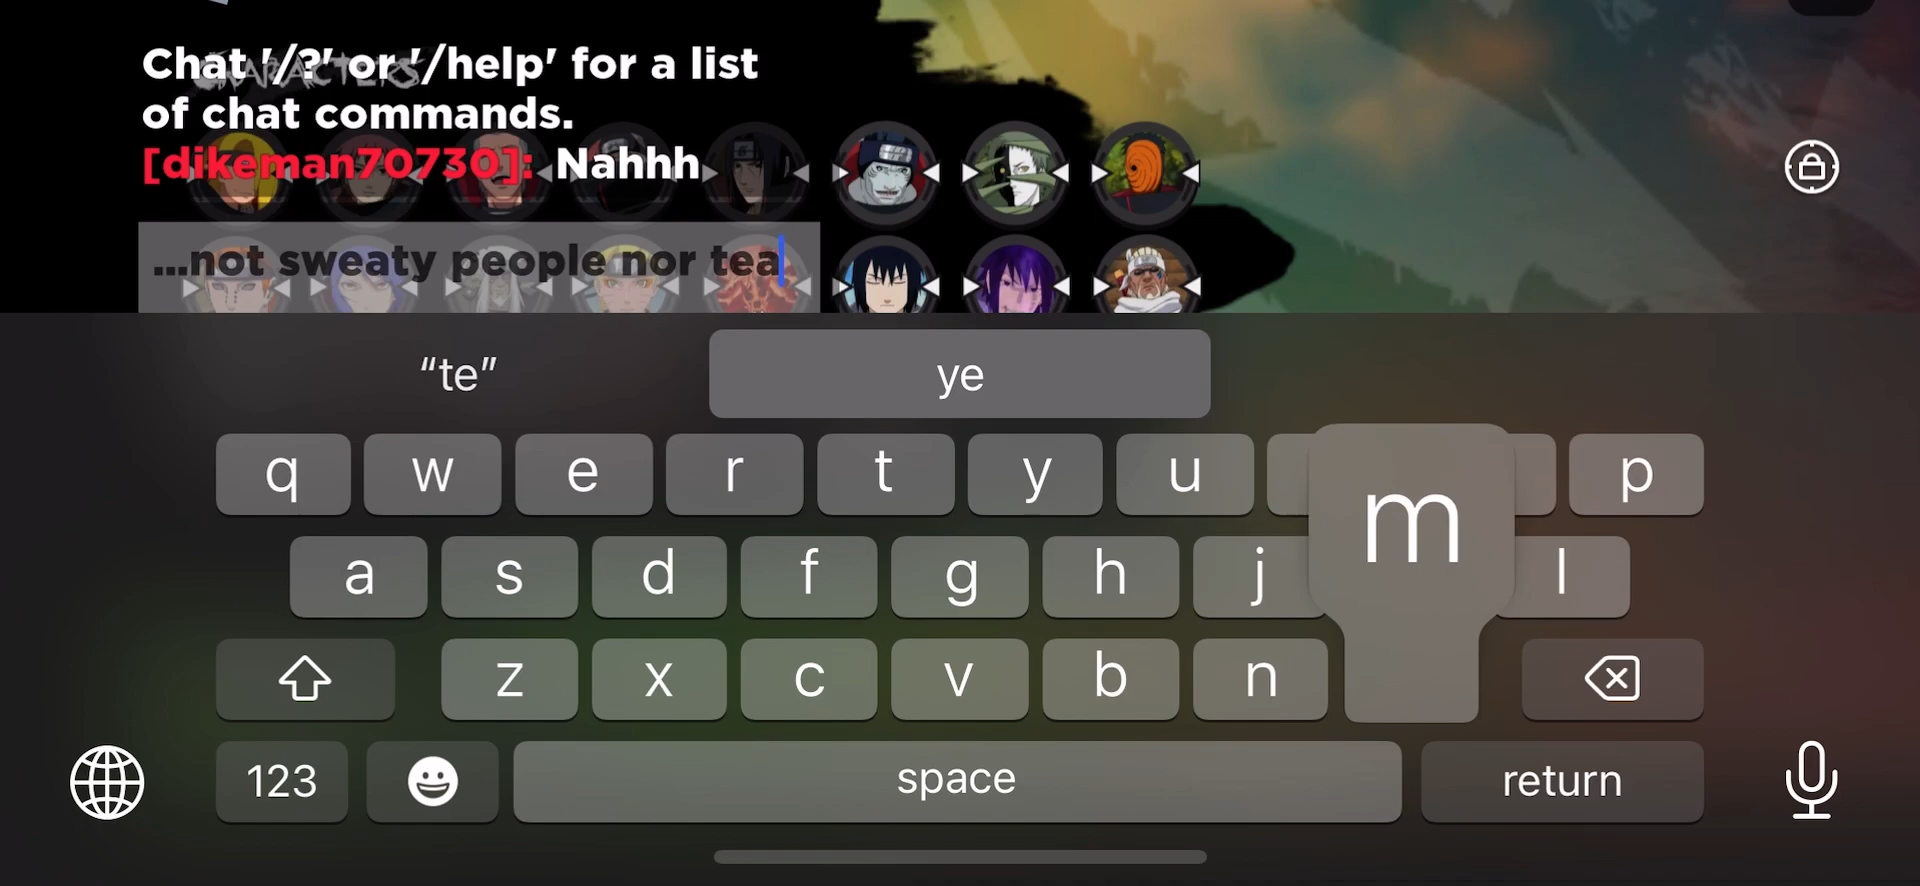 CHARACTERS
Chat '/?' or '/help' for a list
of chat commands.
[dikeman70730]: Nahhh
...not sweaty people nor tea
“te” ye
q w e r t y u p
m
a s d f g h j l
z x c v b n
123 space return